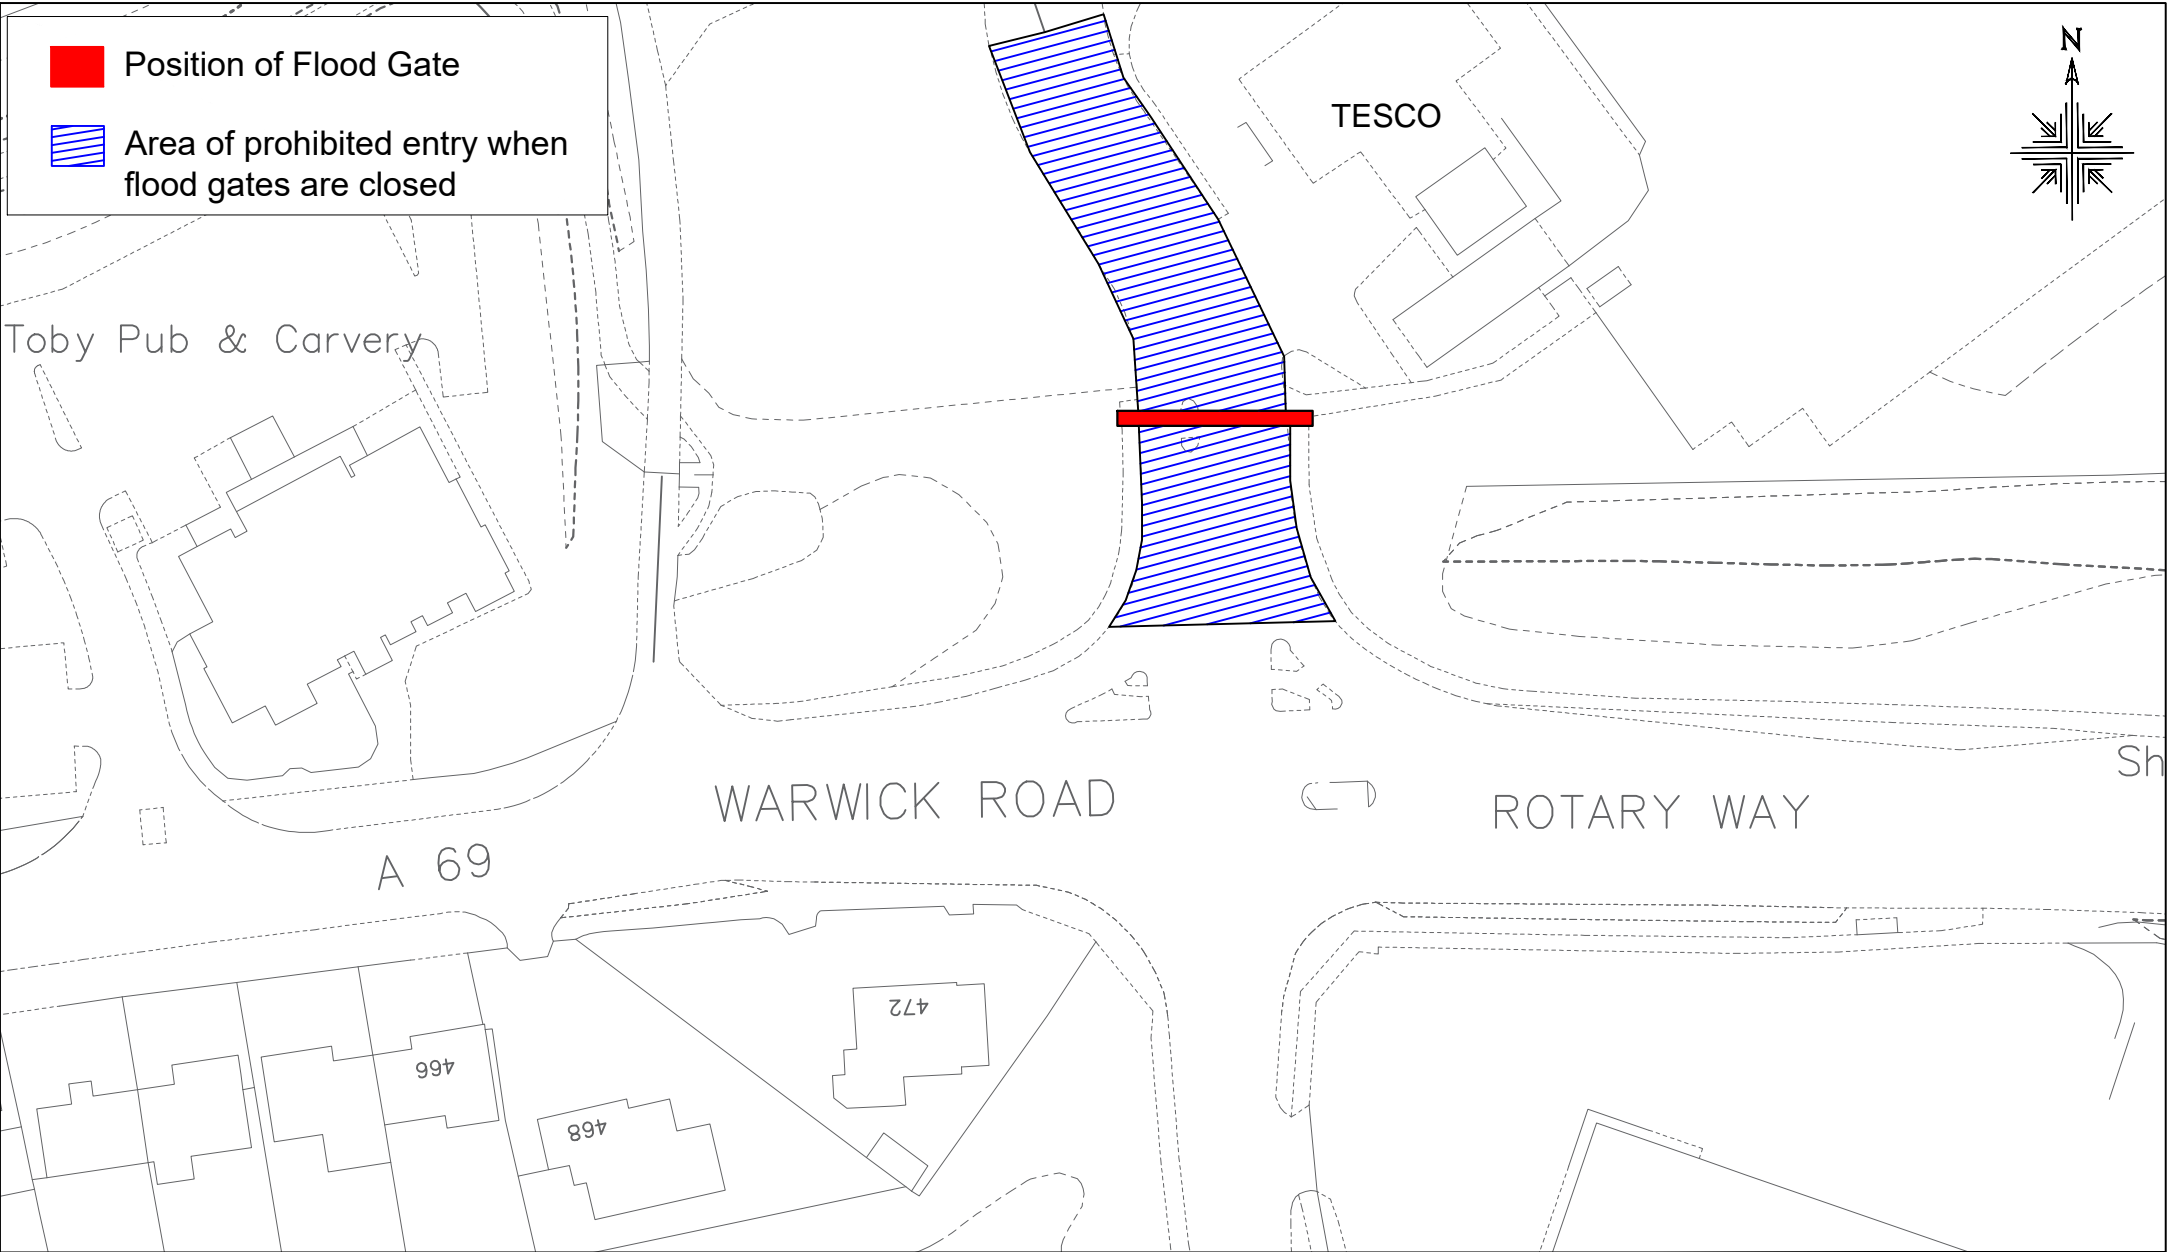 Position of Flood Gate
Area of prohibited entry when
flood gates are closed
TESCO
N
Toby Pub & Carvery
WARWICK ROAD
ROTARY WAY
Sh
A 69
472
466
468